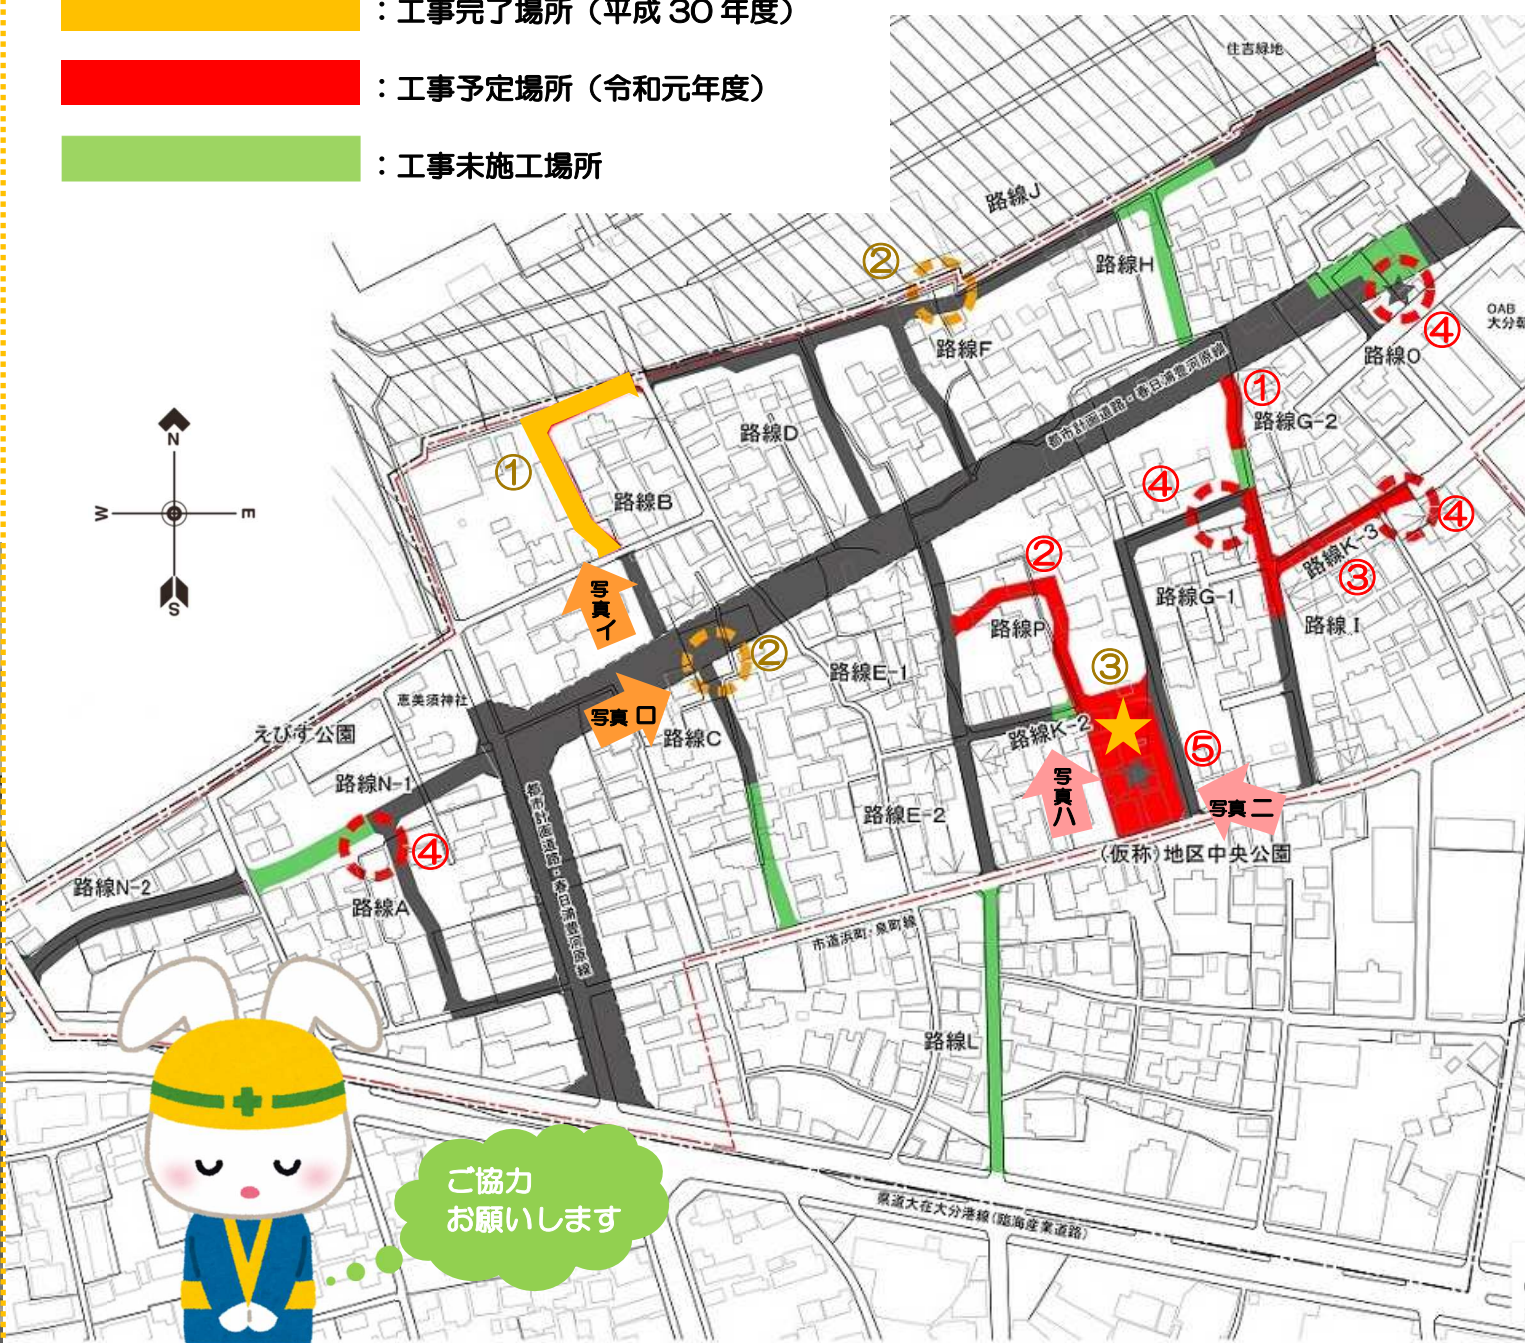 ：工事完了場所（平成 30 年度）
：工事予定場所（令和元年度）
：工事未施工場所
住吉緑地
路線J
②
路線H
路線F
OAB
④
路線O
都市計画道路・春日浦豊河原線
①
路線G-2
路線D
N
W
E
S
①
路線B
④
④
路線K-3
③
②
路線G-1
路線I
写真イ
路線P
②
③
路線E-1
恵美須神社
えびす公園
写真 ロ
路線C
路線K-2
⑤
路線N-1
都市計画道路・春日浦豊河原線
写真ハ
写真 ニ
路線E-2
④
(仮称)地区中央公園
路線N-2
路線A
市道浜町・泉町線
路線L
ご協力
お願いします
県道大在大分港線(臨海産業道路)